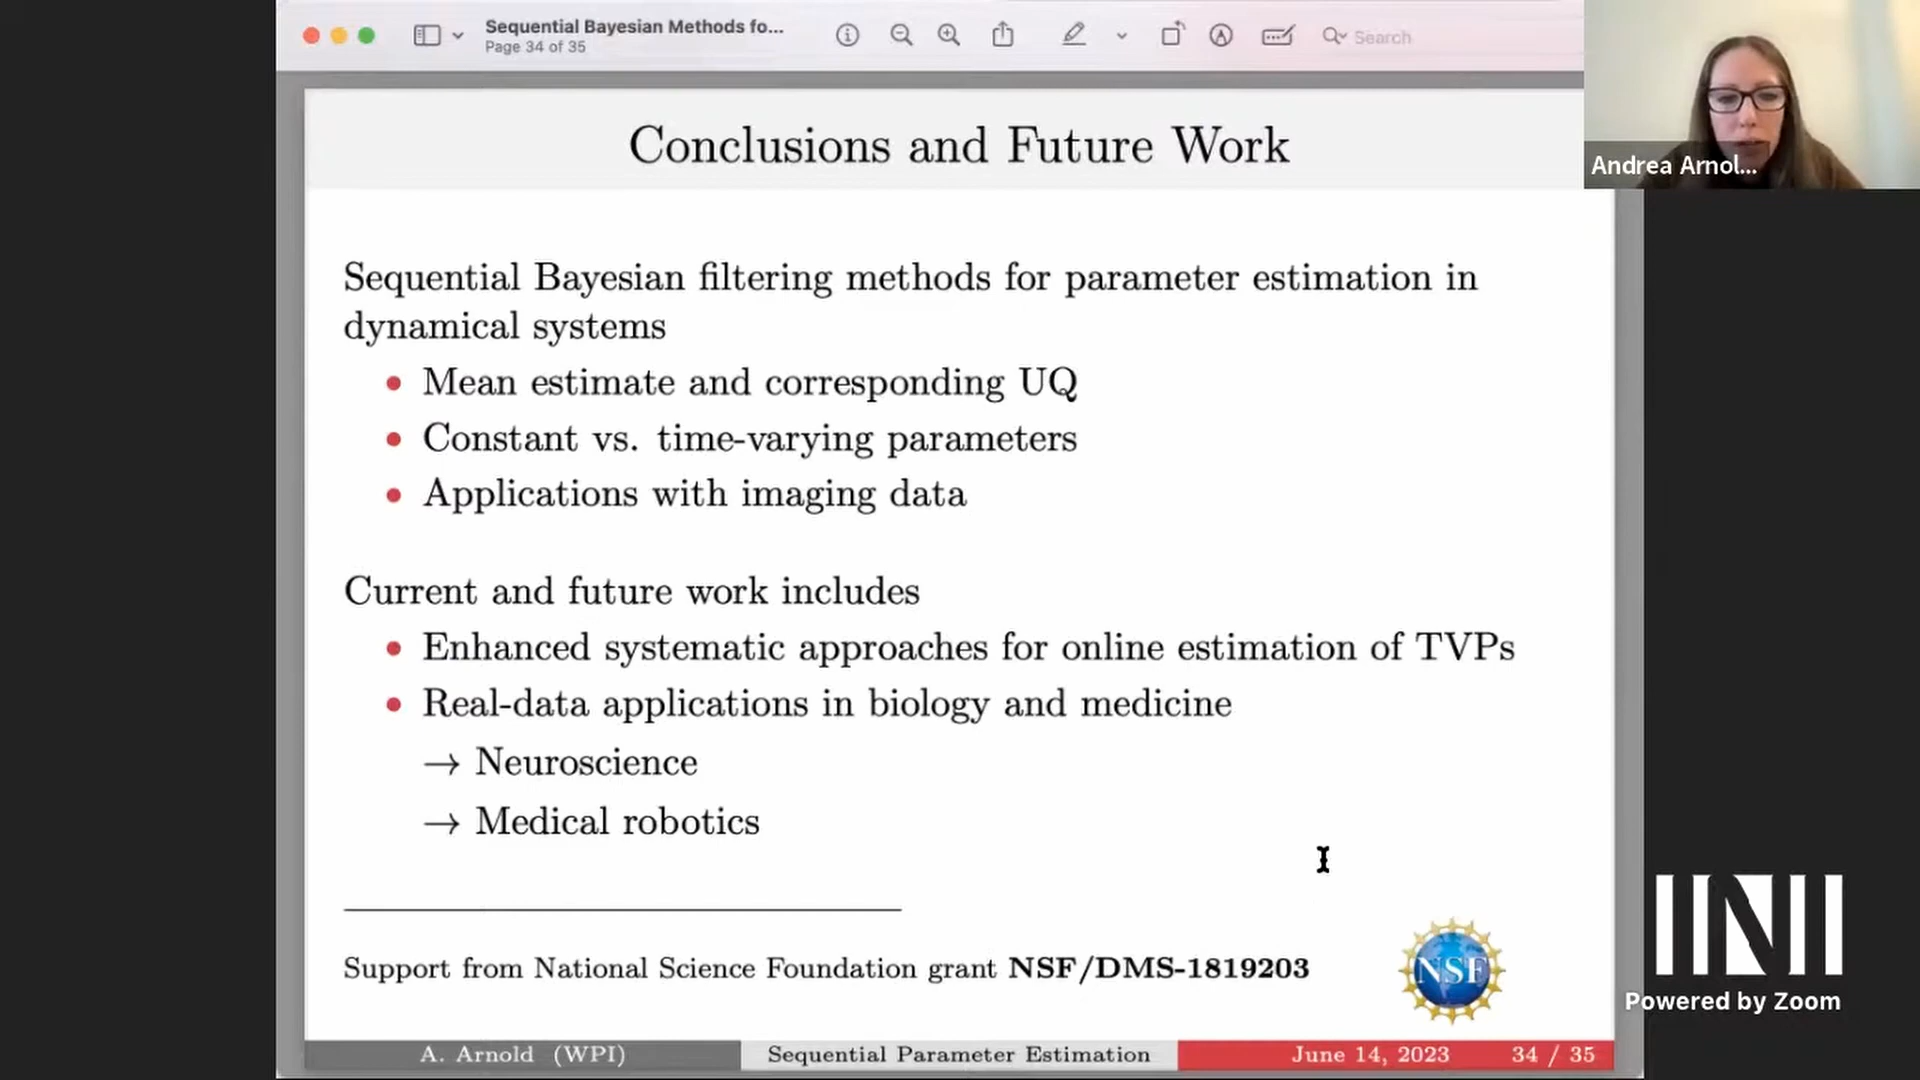 Sequential Bayesian Methods fo...
Page 34 of 35
Search
Andrea Arnol...
Conclusions and Future Work
Sequential Bayesian filtering methods for parameter estimation in
dynamical systems
• Mean estimate and corresponding UQ
• Constant vs. time-varying parameters
• Applications with imaging data
Current and future work includes
• Enhanced systematic approaches for online estimation of TVPs
• Real-data applications in biology and medicine
→ Neuroscience
→ Medical robotics
Support from National Science Foundation grant NSF/DMS-1819203
NSF
INI
Powered by Zoom
A. Arnold (WPI)
Sequential Parameter Estimation
June 14, 2023
34 / 35